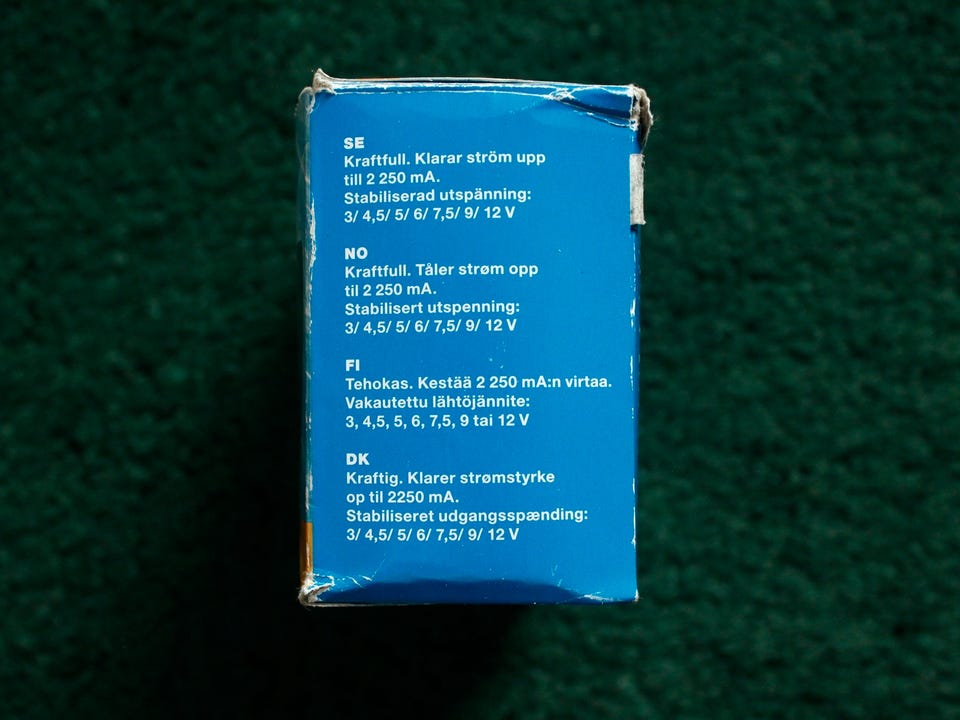 SE
Kraftfull. Klarar ström upp
till 2 250 mA.
Stabiliserad utspänning:
3/ 4,5/ 5/ 6/ 7,5/ 9/ 12 V
NO
Kraftfull. Tåler strøm opp
til 2 250 mA.
Stabilisert utspenning:
3/ 4,5/ 5/ 6/ 7,5/ 9/ 12 V
FI
Tehokas. Kestää 2 250 mA:n virtaa.
Vakautettu lähtöjännite:
3, 4,5, 5, 6, 7,5, 9 tai 12 V
DK
Kraftig. Klarer strømstyrke
op til 2250 mA.
Stabiliseret udgangsspænding:
3/ 4,5/ 5/ 6/ 7,5/ 9/ 12 V